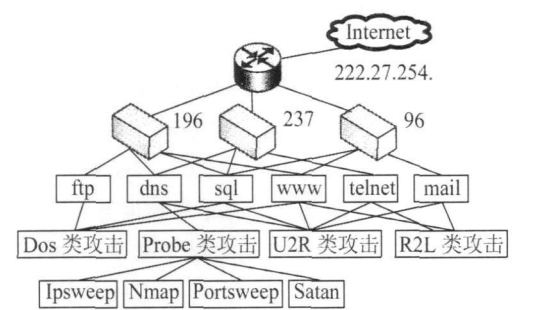 Internet
222.27.254.
196 237 96
ftp dns sql www telnet mail
Dos 类攻击 Probe 类攻击 U2R 类攻击 R2L 类攻击
Ipsweep Nmap Portsweep Satan